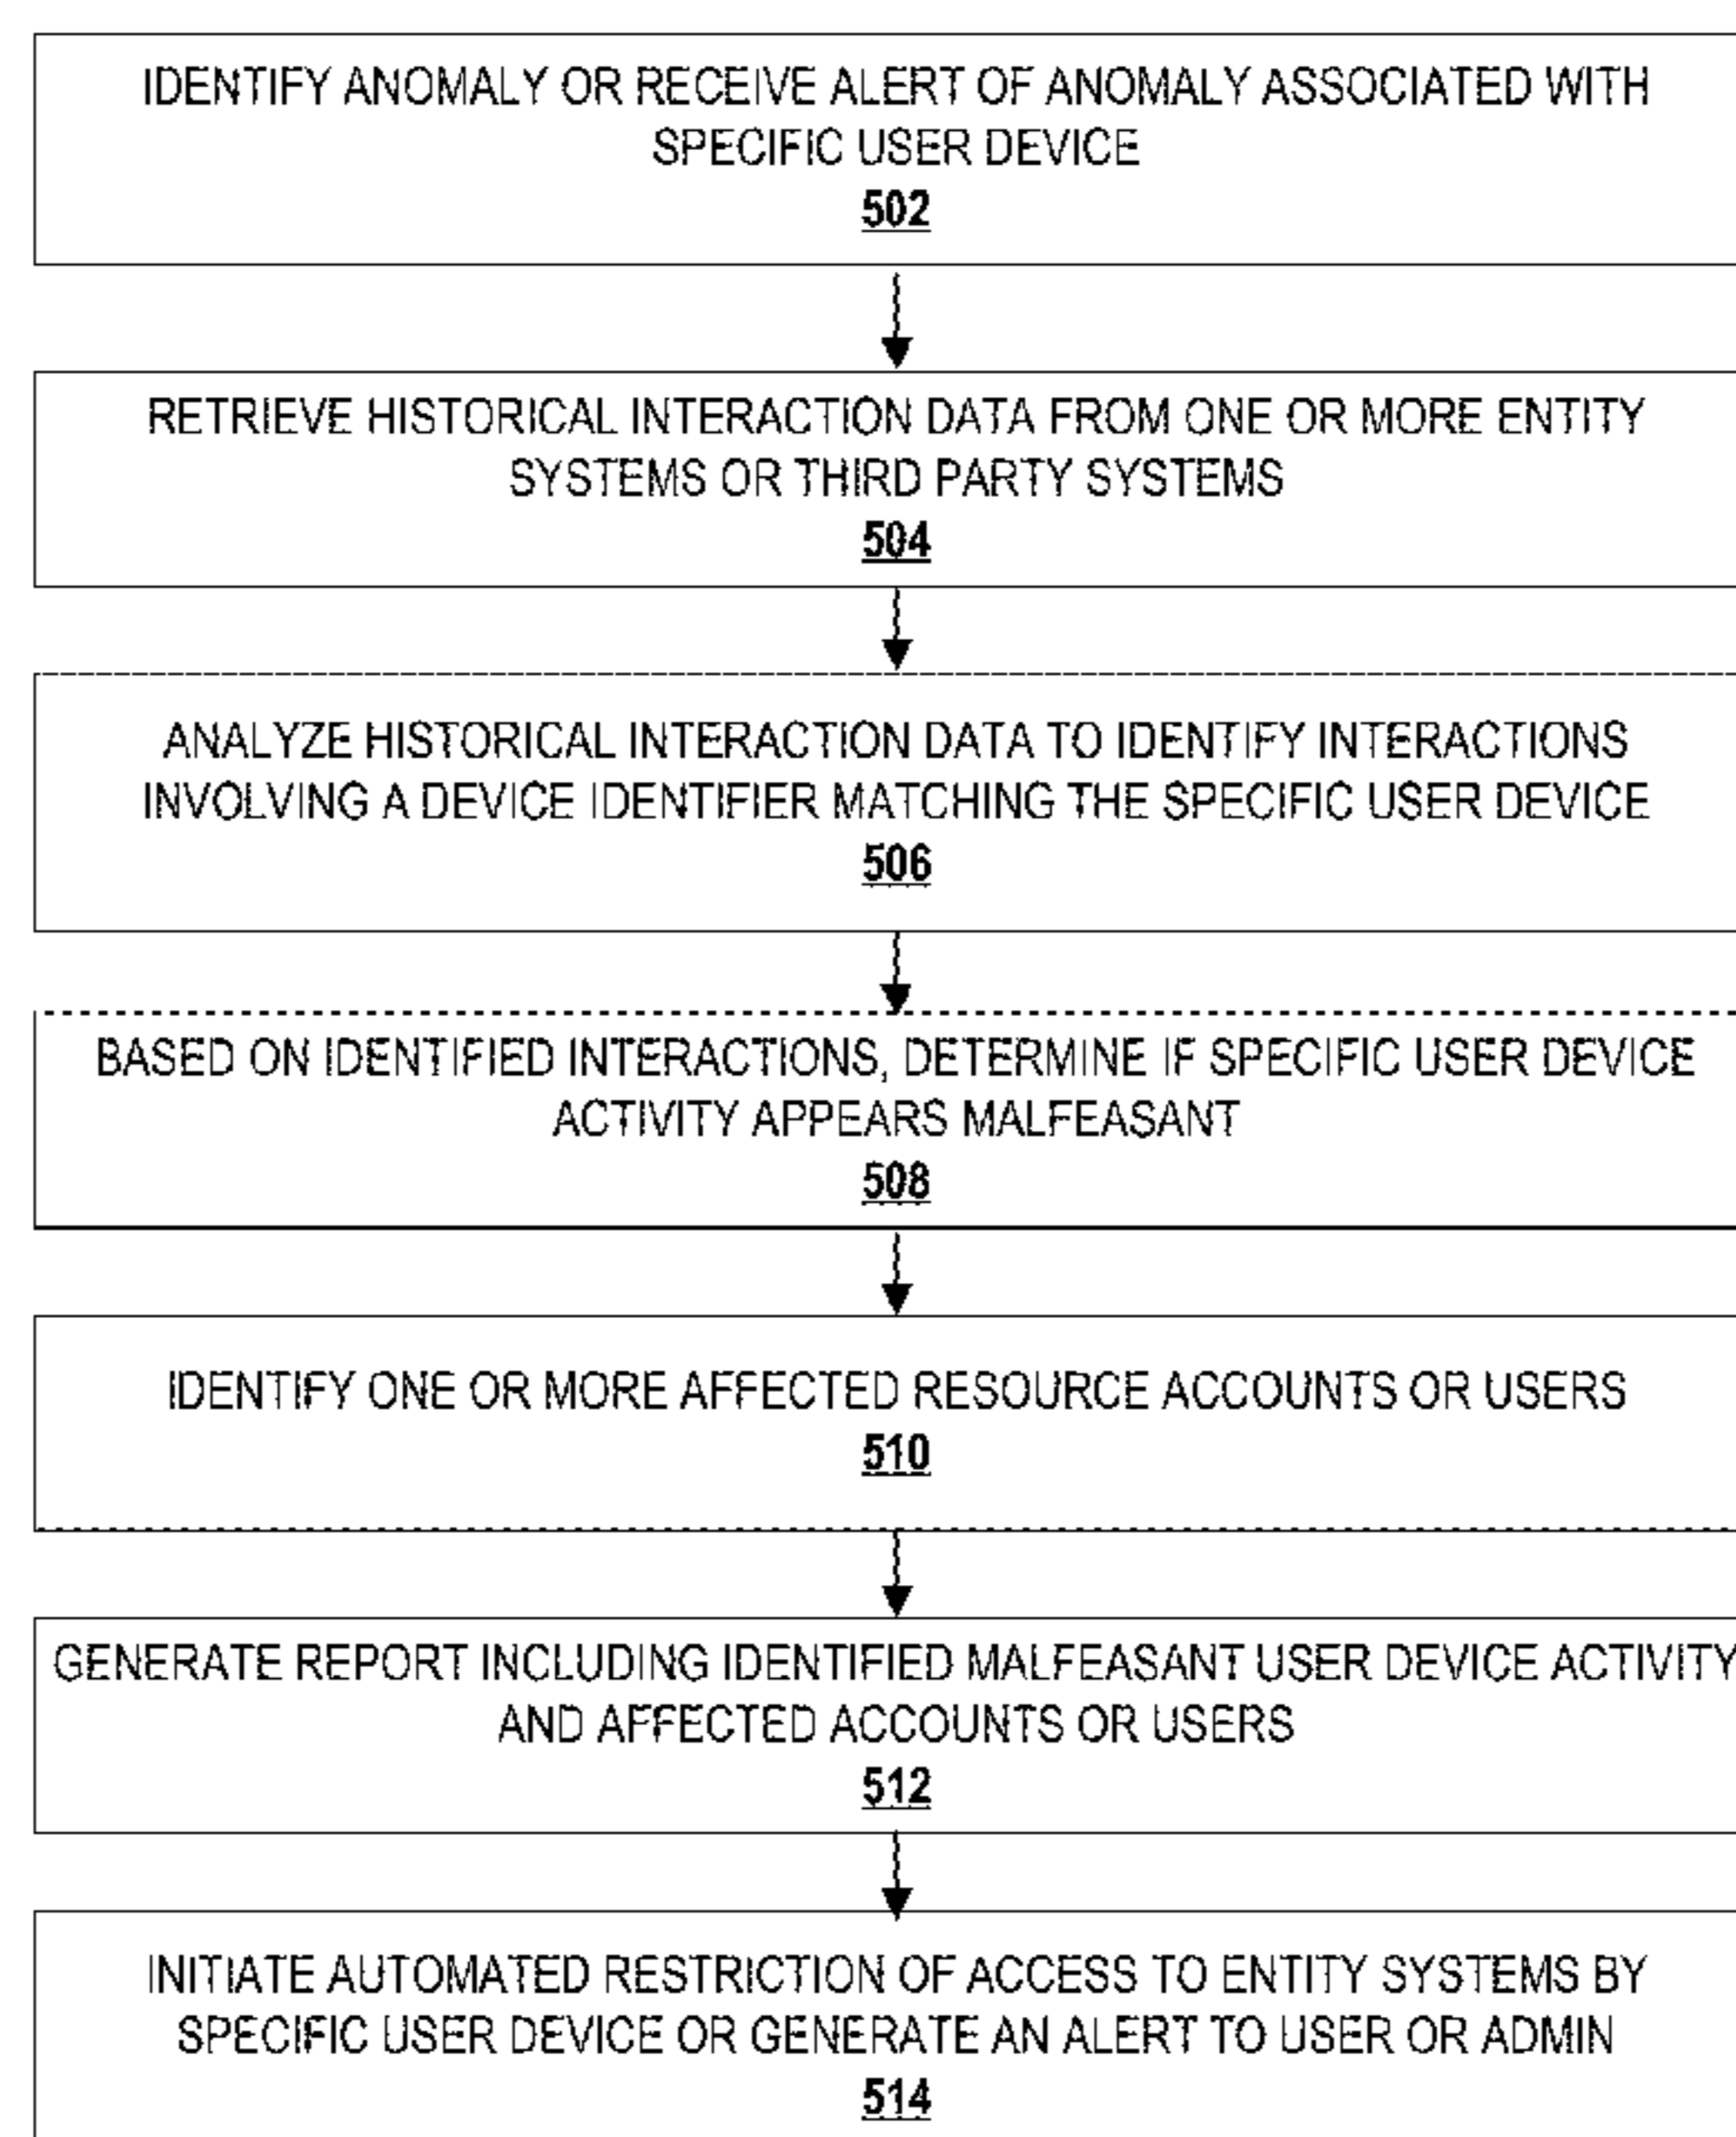 IDENTIFY ANOMALY OR RECEIVE ALERT OF ANOMALY ASSOCIATED WITH
SPECIFIC USER DEVICE
502
RETRIEVE HISTORICAL INTERACTION DATA FROM ONE OR MORE ENTITY
SYSTEMS OR THIRD PARTY SYSTEMS
504
ANALYZE HISTORICAL INTERACTION DATA TO IDENTIFY INTERACTIONS
INVOLVING A DEVICE IDENTIFIER MATCHING THE SPECIFIC USER DEVICE
506
BASED ON IDENTIFIED INTERACTIONS, DETERMINE IF SPECIFIC USER DEVICE
ACTIVITY APPEARS MALFEASANT
508
IDENTIFY ONE OR MORE AFFECTED RESOURCE ACCOUNTS OR USERS
510
GENERATE REPORT INCLUDING IDENTIFIED MALFEASANT USER DEVICE ACTIVITY
AND AFFECTED ACCOUNTS OR USERS
512
INITIATE AUTOMATED RESTRICTION OF ACCESS TO ENTITY SYSTEMS BY
SPECIFIC USER DEVICE OR GENERATE AN ALERT TO USER OR ADMIN
514